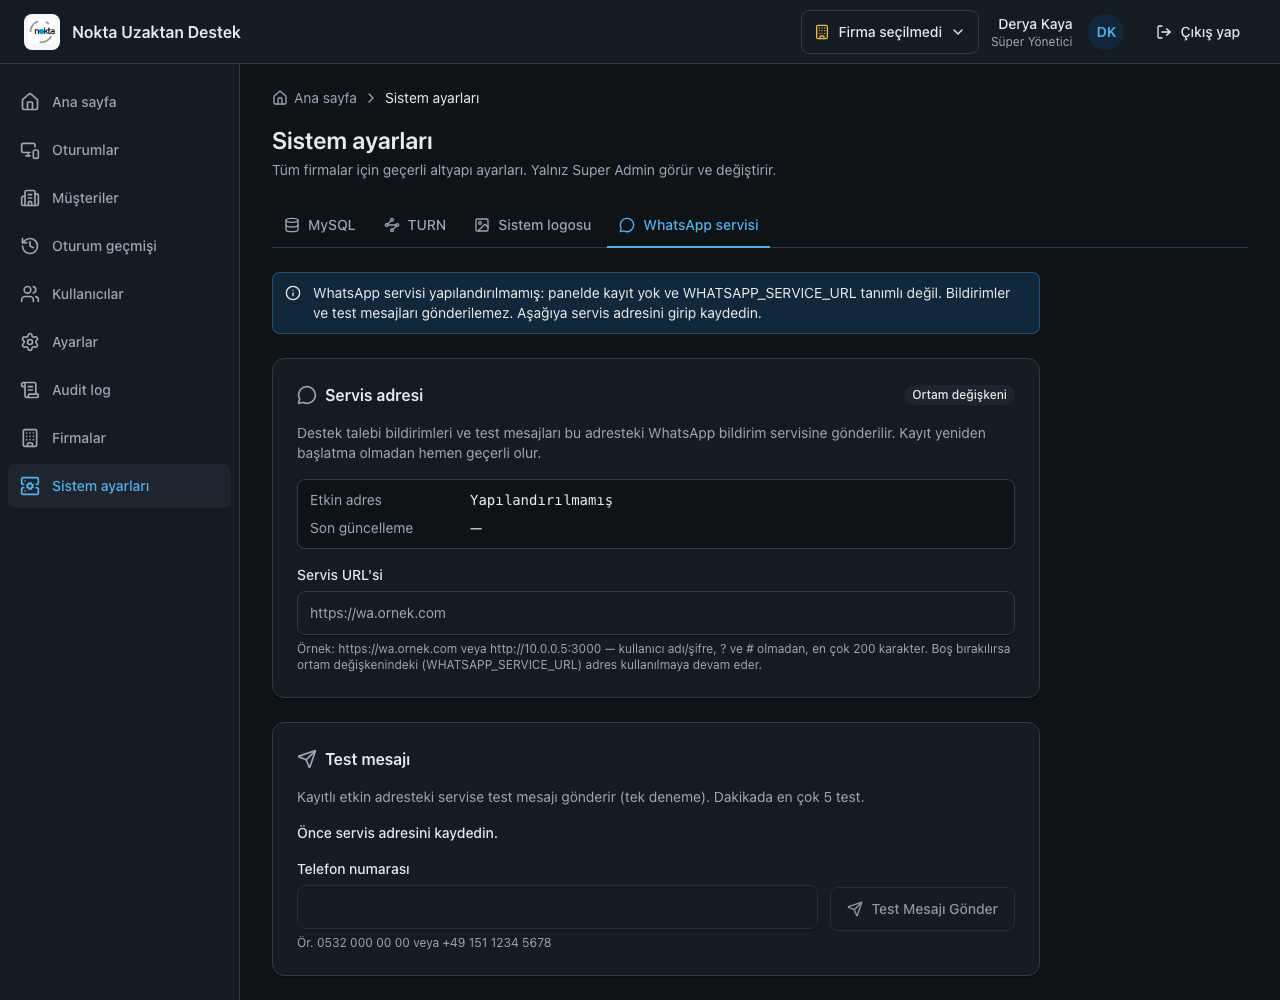 nokta
Nokta Uzaktan Destek
Firma seçilmedi
Derya Kaya
Süper Yönetici
DK
Çıkış yap
Ana sayfa
Oturumlar
Müşteriler
Oturum geçmişi
Kullanıcılar
Ayarlar
Audit log
Firmalar
Sistem ayarları
Ana sayfa
Sistem ayarları
Sistem ayarları
Tüm firmalar için geçerli altyapı ayarları. Yalnız Super Admin görür ve değiştirir.
MySQL
TURN
Sistem logosu
WhatsApp servisi
WhatsApp servisi yapılandırılmamış: panelde kayıt yok ve WHATSAPP_SERVICE_URL tanımlı değil. Bildirimler
ve test mesajları gönderilemez. Aşağıya servis adresini girip kaydedin.
Servis adresi
Ortam değişkeni
Destek talebi bildirimleri ve test mesajları bu adresteki WhatsApp bildirim servisine gönderilir. Kayıt yeniden
başlatma olmadan hemen geçerli olur.
Etkin adres
Yapılandırılmamış
Son güncelleme
—
Servis URL'si
https://wa.ornek.com
Örnek: https://wa.ornek.com veya http://10.0.0.5:3000 — kullanıcı adı/şifre, ? ve # olmadan, en çok 200 karakter. Boş bırakılırsa
ortam değişkenindeki (WHATSAPP_SERVICE_URL) adres kullanılmaya devam eder.
Test mesajı
Kayıtlı etkin adresteki servise test mesajı gönderir (tek deneme). Dakikada en çok 5 test.
Önce servis adresini kaydedin.
Telefon numarası
Test Mesajı Gönder
Ör. 0532 000 00 00 veya +49 151 1234 5678